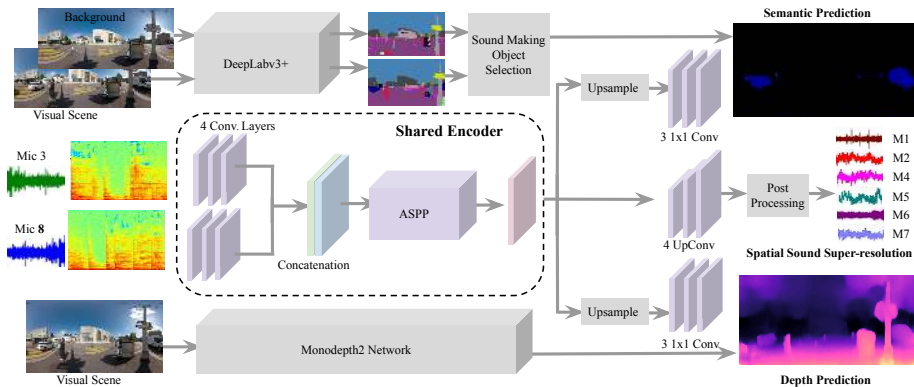 Background
DeepLabv3+
Sound Making
Object
Selection
Semantic Prediction
Visual Scene
Upsample
3 1x1 Conv
4 Conv. Layers
Shared Encoder
Mic 3
Mic 8
Concatenation
ASPP
4 UpConv
Post
Processing
M1
M2
M4
M5
M6
M7
Spatial Sound Super-resolution
Upsample
3 1x1 Conv
Visual Scene
Monodepth2 Network
Depth Prediction